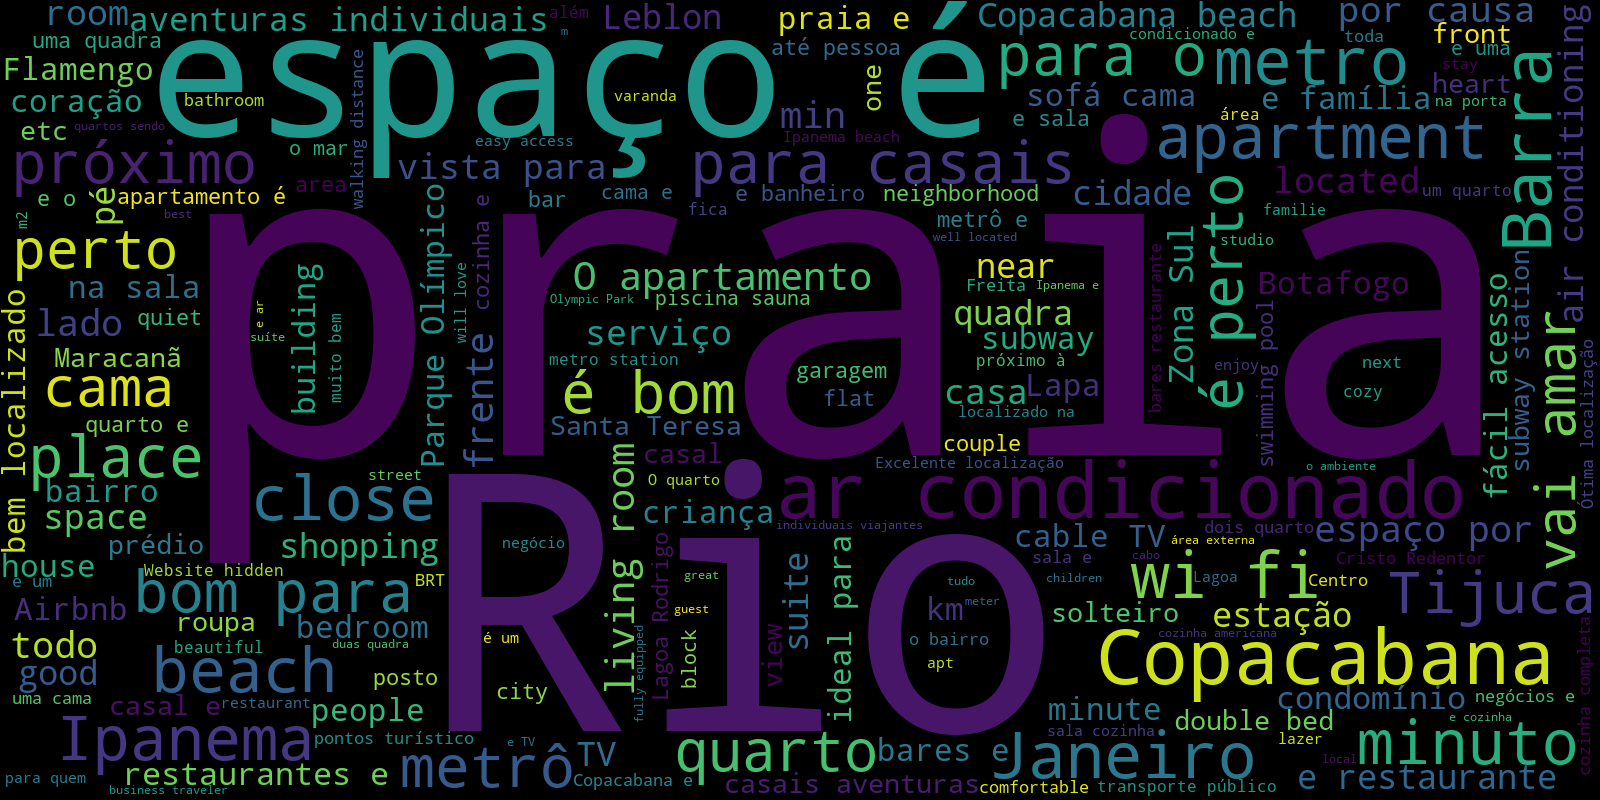 room
aventuras individuais
além
m
Leblon
praia e
Copacabana beach
por causa
uma quadra
espaço é
até pessoa
para o
condicionado e
metro
toda
front
e uma
Flamengo
coração
bathroom
walking distance
varanda
one
min
sofá cama
e família
stay
heart
na porta
Barra
air conditioning
etc
quartos sendo
o mar
easy access
Ipanema beach
e sala
área
apartment
próximo
vista para
para casais
area
e o
pé
apartamento é
bar
cama e
e banheiro
neighborhood
cidade
located
um quarto
m2
best
fica
metrô e
familie
perto
praia
well located
studio
é perto
Zona Sul
Parque Olímpico
cozinha e
frente
will love
O apartamento
near
Botafogo
na sala
building
Olympic Park
piscina sauna
Freita
Ipanema e
bares restaurante
swimming pool
fácil acesso
subway station
vai amar
Ótima localização
bem localizado
lado
quiet
e ar
suíte
muito bem
serviço
quadra
subway
Maracanã
metro station
próximo à
enjoy
next
cama
é bom
garagem
flat
casa
Lapa
cozy
quarto e
Santa Teresa
localizado na
couple
place
street
casal
Excelente localização
o ambiente
bairro
close
O quarto
ar condicionado
space
living room
criança
individuais viajantes
dois quarto
espaço por
prédio
shopping
negócio
Rio
cable TV
área externa
house
Website hidden
sala e
cabo
Cristo Redentor
e um
bom para
BRT
great
suite
ideal para
tudo
children
wi fi
Lagoa
Centro
Tijuca
Airbnb
roupa
bedroom
guest
km
meter
solteiro
estação
todo
beautiful
duas quadra
é um
Lagoa Rodrigo
block
view
o bairro
cozinha americana
good
beach
posto
fully equipped
apt
Copacabana
cozinha completa
uma cama
casal e
restaurant
people
city
minute
condomínio
negócios e
Ipanema
pontos turístico
e TV
sala cozinha
double bed
lazer
e cozinha
restaurantes e
metrô
TV
quarto
bares e
Janeiro
minuto
local
para quem
business traveler
Copacabana e
casais aventuras
comfortable
transporte público
e restaurante